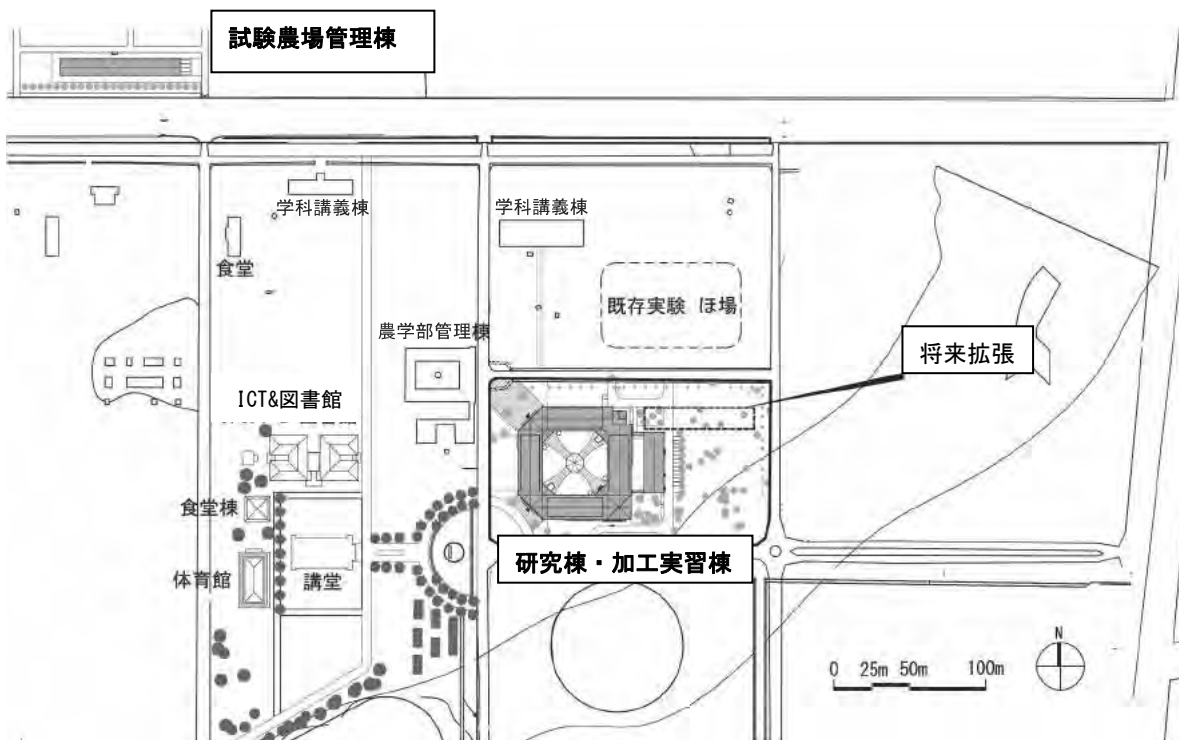 試験農場管理棟
学科講義棟
学科講義棟
食堂
既存実験 ほ場
農学部管理棟
将来拡張
ICT&図書館
食堂棟
研究棟・加工実習棟
体育館
講堂
N
0 25m 50m 100m